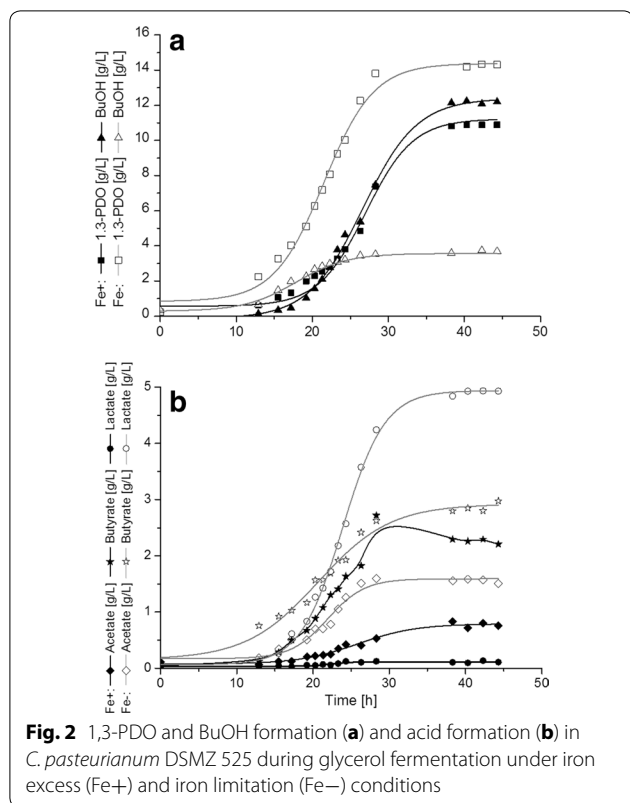 a
16
14
12
10
8
6
4
2
0
0 10 20 30 40 50
Fe+: 1.3-PDO [g/L] BuOH [g/L]
Fe-: 1.3-PDO [g/L] BuOH [g/L]
b
5
4
3
2
1
0
0 10 20 30 40 50
Time [h]
Fe+: Acetate [g/L] Butyrate [g/L] Lactate [g/L]
Fe-: Acetate [g/L] Butyrate [g/L] Lactate [g/L]
Fig. 2 1,3-PDO and BuOH formation (a) and acid formation (b) in
C. pasteurianum DSMZ 525 during glycerol fermentation under iron
excess (Fe+) and iron limitation (Fe−) conditions